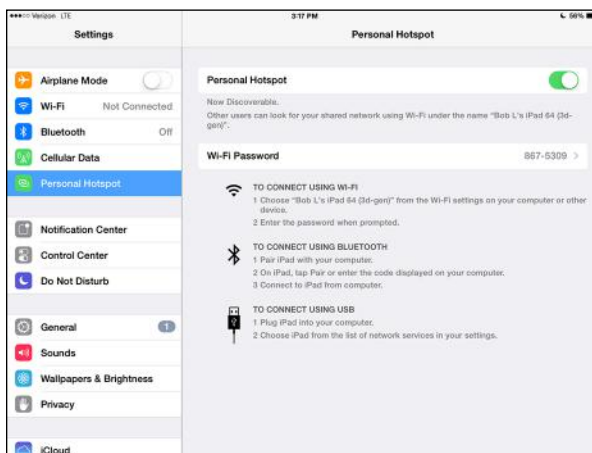 Verizon LTE
3:17 PM
56%
Settings
Personal Hotspot
Airplane Mode
Wi-Fi Not Connected
Bluetooth Off
Cellular Data
Personal Hotspot
Notification Center
Control Center
Do Not Disturb
General 1
Sounds
Wallpapers & Brightness
Privacy
iCloud
Personal Hotspot
Now Discoverable.
Other users can look for your shared network using Wi-Fi under the name "Bob L's iPad 64 (3d-
gen)".
Wi-Fi Password 867-5309
TO CONNECT USING WI-FI
1 Choose "Bob L's iPad 64 (3d-gen)" from the Wi-Fi settings on your computer or other
device.
2 Enter the password when prompted.
TO CONNECT USING BLUETOOTH
1 Pair iPad with your computer.
2 On iPad, tap Pair or enter the code displayed on your computer.
3 Connect to iPad from computer.
TO CONNECT USING USB
1 Plug iPad into your computer.
2 Choose iPad from the list of network services in your settings.